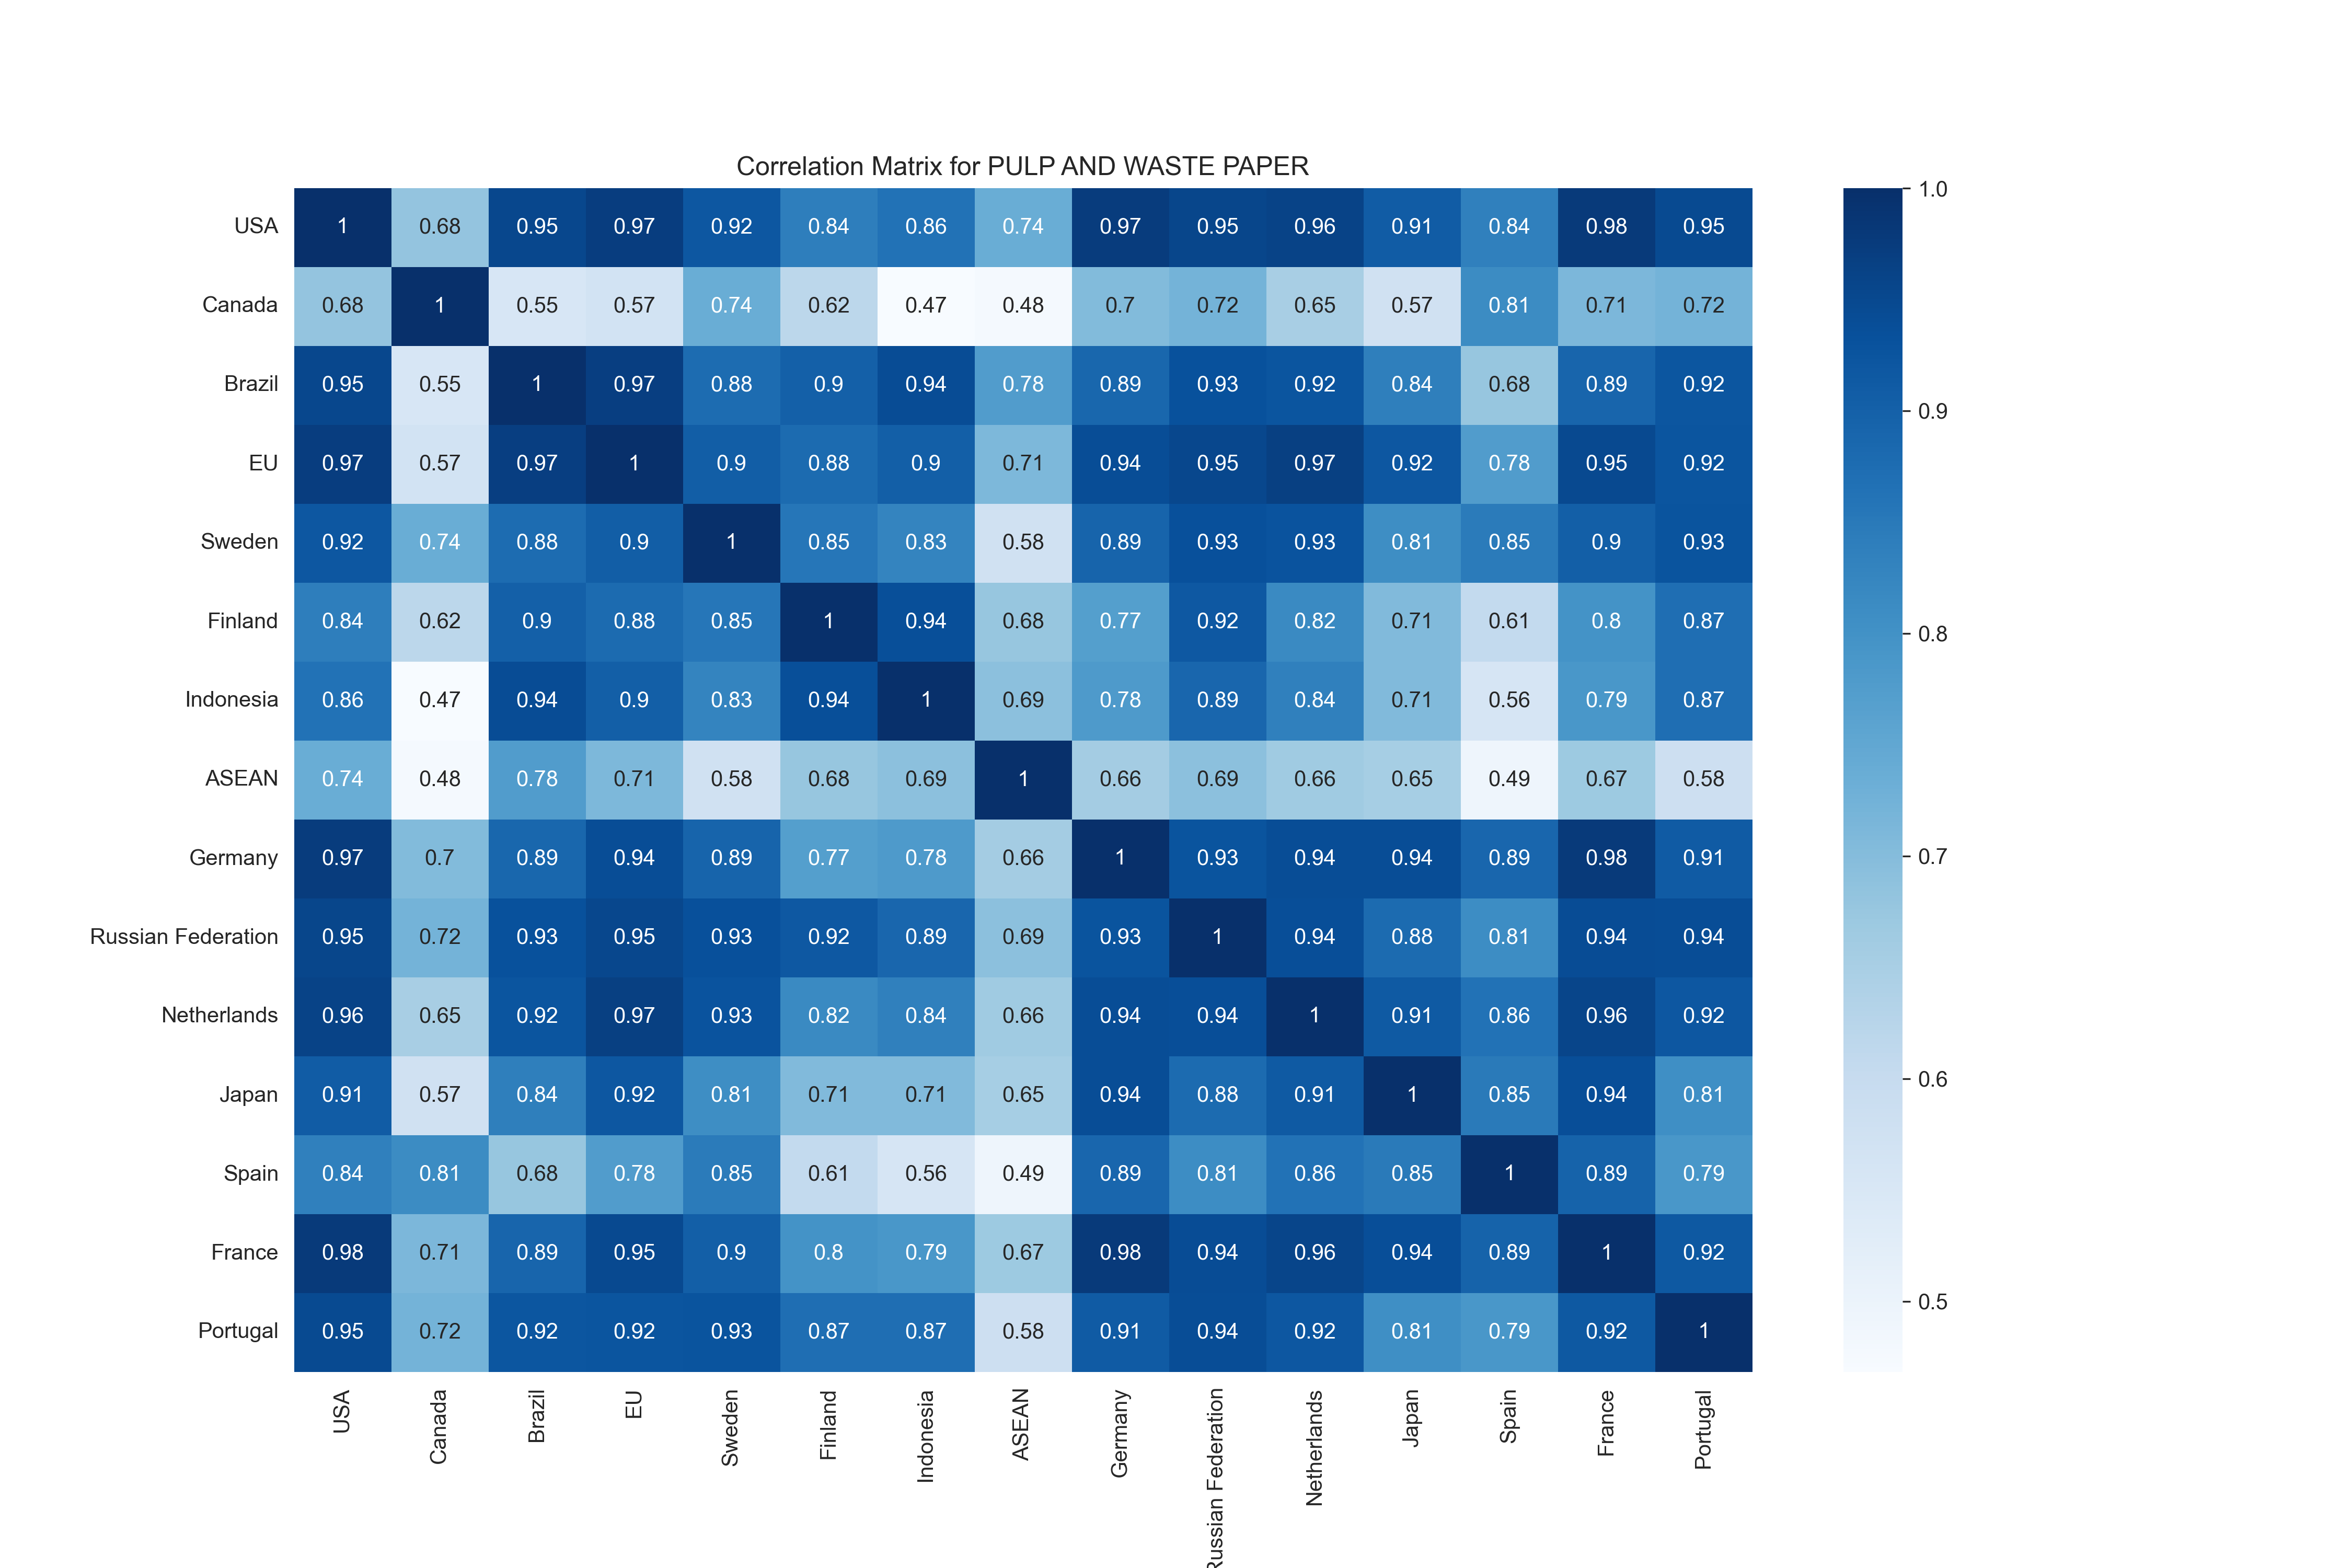 Correlation Matrix for PULP AND WASTE PAPER
USA 1 0.68 0.95 0.97 0.92 0.84 0.86 0.74 0.97 0.95 0.96 0.91 0.84 0.98 0.95
Canada 0.68 1 0.55 0.57 0.74 0.62 0.47 0.48 0.7 0.72 0.65 0.57 0.81 0.71 0.72
Brazil 0.95 0.55 1 0.97 0.88 0.9 0.94 0.78 0.89 0.93 0.92 0.84 0.68 0.89 0.92
EU 0.97 0.57 0.97 1 0.9 0.88 0.9 0.71 0.94 0.95 0.97 0.92 0.78 0.95 0.92
Sweden 0.92 0.74 0.88 0.9 1 0.85 0.83 0.58 0.89 0.93 0.93 0.81 0.85 0.9 0.93
Finland 0.84 0.62 0.9 0.88 0.85 1 0.94 0.68 0.77 0.92 0.82 0.71 0.61 0.8 0.87
Indonesia 0.86 0.47 0.94 0.9 0.83 0.94 1 0.69 0.78 0.89 0.84 0.71 0.56 0.79 0.87
ASEAN 0.74 0.48 0.78 0.71 0.58 0.68 0.69 1 0.66 0.69 0.66 0.65 0.49 0.67 0.58
Germany 0.97 0.7 0.89 0.94 0.89 0.77 0.78 0.66 1 0.93 0.94 0.94 0.89 0.98 0.91
Russian Federation 0.95 0.72 0.93 0.95 0.93 0.92 0.89 0.69 0.93 1 0.94 0.88 0.81 0.94 0.94
Netherlands 0.96 0.65 0.92 0.97 0.93 0.82 0.84 0.66 0.94 0.94 1 0.91 0.86 0.96 0.92
Japan 0.91 0.57 0.84 0.92 0.81 0.71 0.71 0.65 0.94 0.88 0.91 1 0.85 0.94 0.81
Spain 0.84 0.81 0.68 0.78 0.85 0.61 0.56 0.49 0.89 0.81 0.86 0.85 1 0.89 0.79
France 0.98 0.71 0.89 0.95 0.9 0.8 0.79 0.67 0.98 0.94 0.96 0.94 0.89 1 0.92
Portugal 0.95 0.72 0.92 0.92 0.93 0.87 0.87 0.58 0.91 0.94 0.92 0.81 0.79 0.92 1
USA Canada Brazil EU Sweden Finland Indonesia ASEAN Germany Russian Federation Netherlands Japan Spain France Portugal
1.0
0.9
0.8
0.7
0.6
0.5